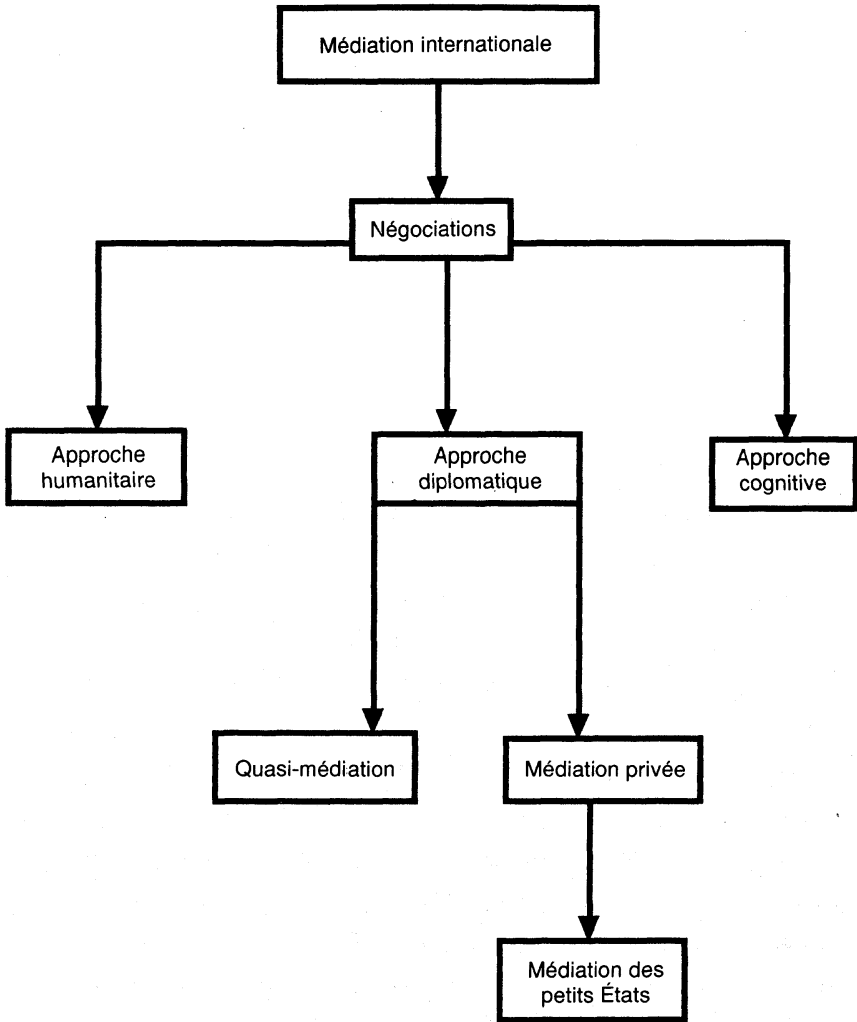 Médiation internationale
Négociations
Approche
humanitaire
Approche
diplomatique
Approche
cognitive
Quasi-médiation
Médiation privée
Médiation des
petits États